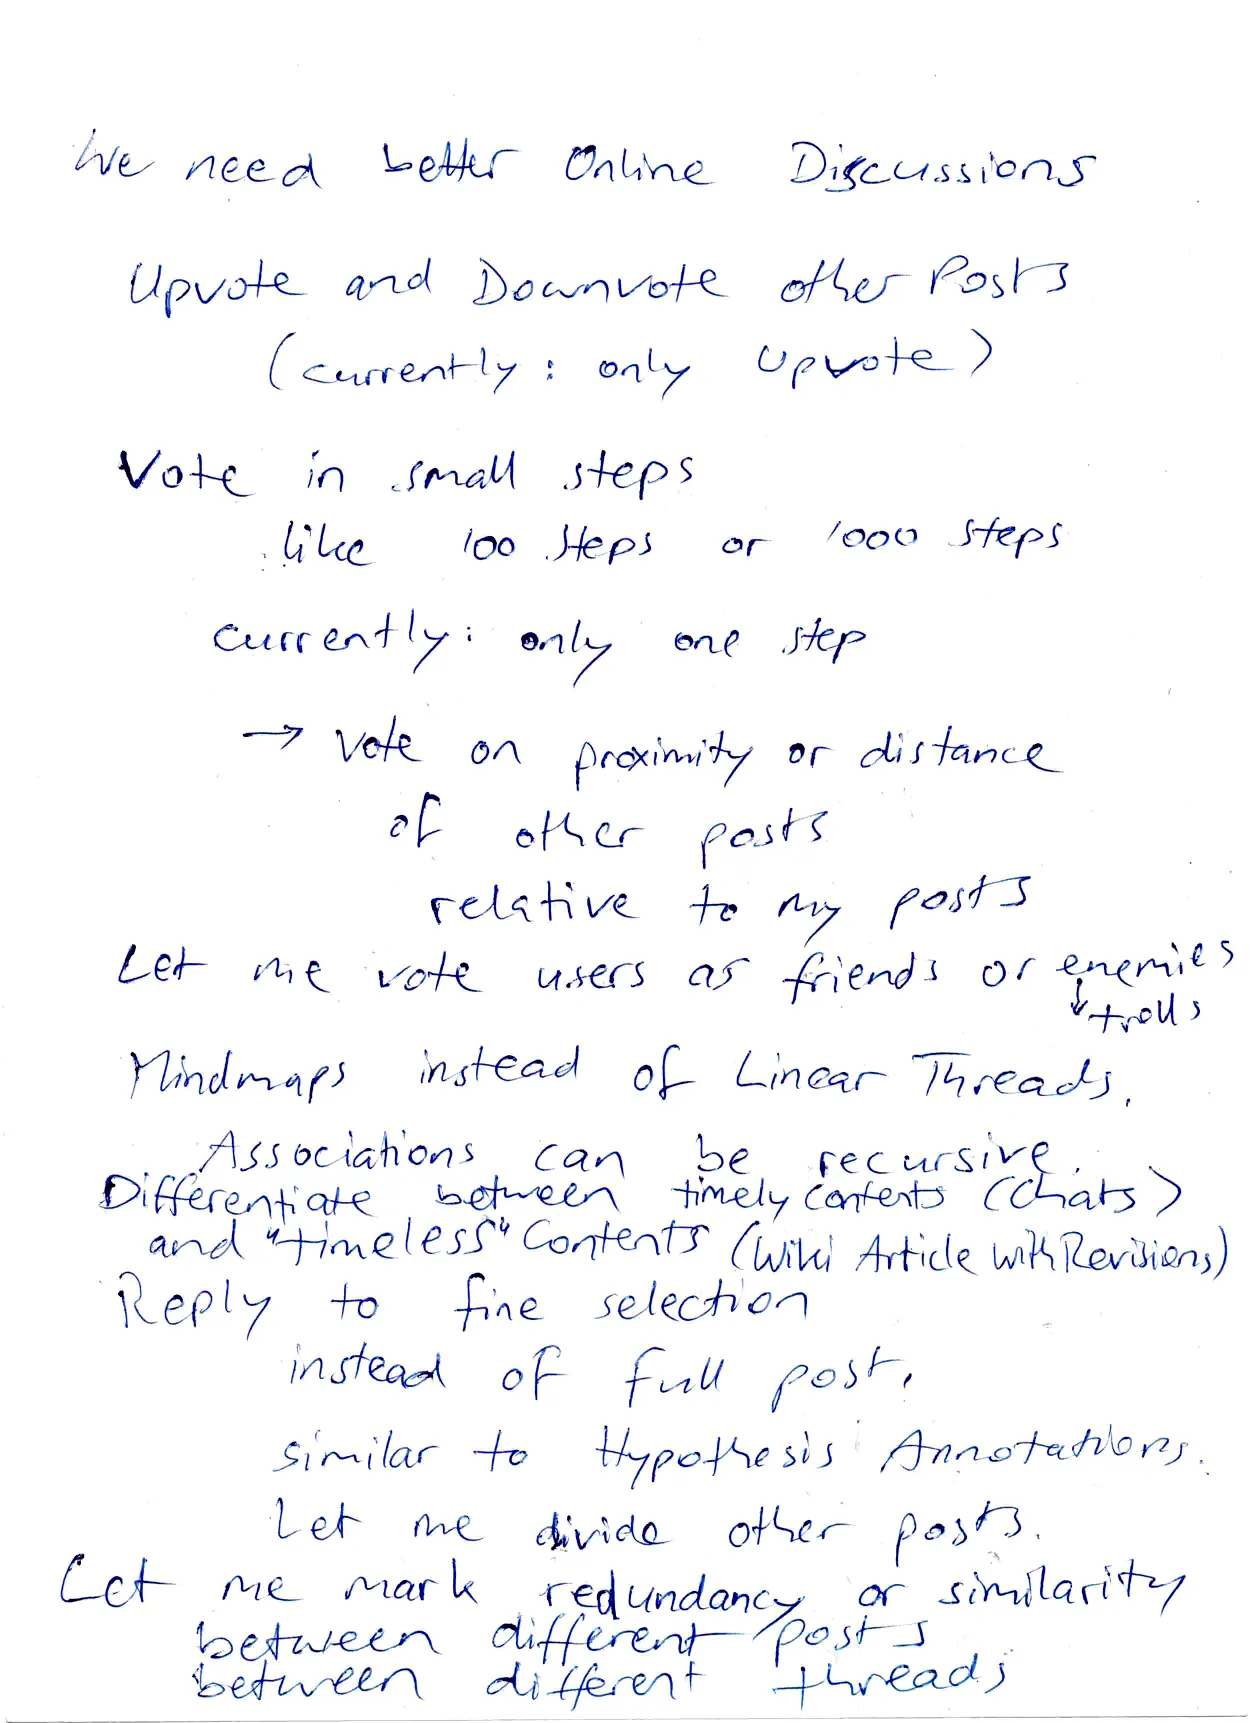 We need better Online Discussions
Upvote and Downvote other Posts
(currently: only Upvote)
Vote in small steps
like 100 steps or 1000 steps
currently: only one step
→ Vote on proximity or distance
of other posts
relative to my posts
Let me vote users as friends or enemies
↓ trolls
Mindmaps instead of Linear Threads.
Associations can be recursive.
Differentiate between timely Contents (Chats)
and "timeless" Contents (Wiki Article with Revisions)
Reply to fine selection
instead of full post,
similar to Hypothesis Annotations.
Let me divide other posts.
Let me mark redundancy or similarity
between different posts
between different threads